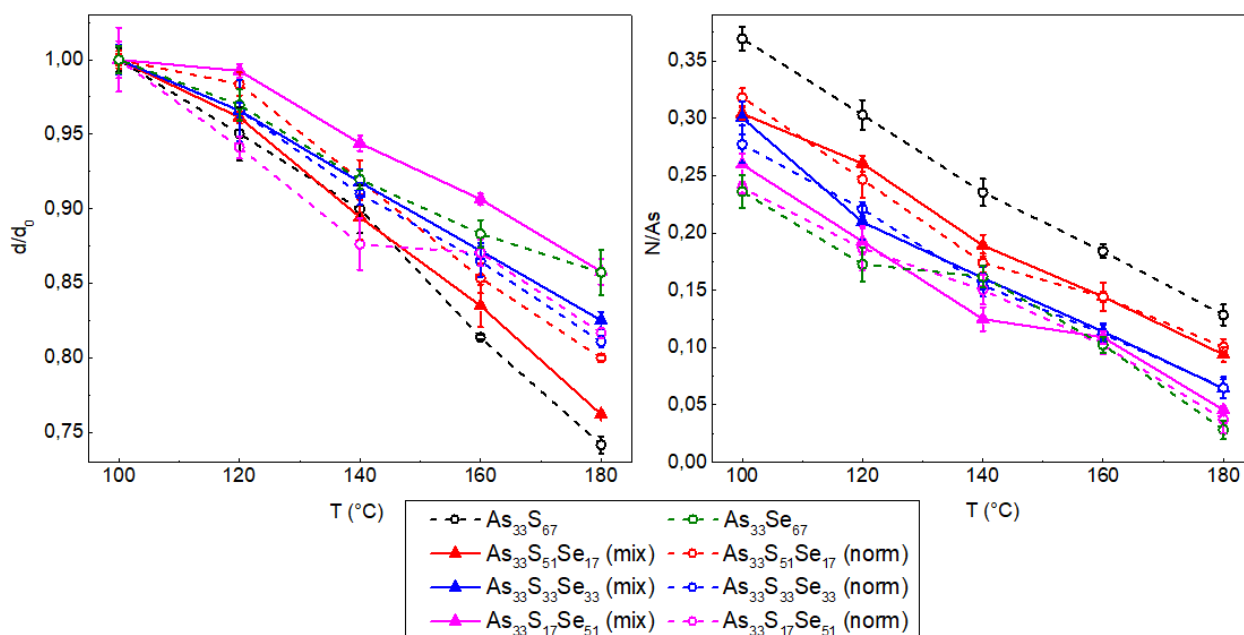 1,00
0,95
0,90
0,85
0,80
0,75
d/d₀
100 120 140 160 180
T (°C)
0.35
0.30
0.25
0.20
0.15
0.10
0.05
0.00
N/As
100 120 140 160 180
T (°C)
As₃₃S₆₇ As₃₃Se₆₇
As₃₃S₅₁Se₁₇ (mix) As₃₃S₅₁Se₁₇ (norm)
As₃₃S₃₃Se₃₃ (mix) As₃₃S₃₃Se₃₃ (norm)
As₃₃S₁₇Se₅₁ (mix) As₃₃S₁₇Se₅₁ (norm)